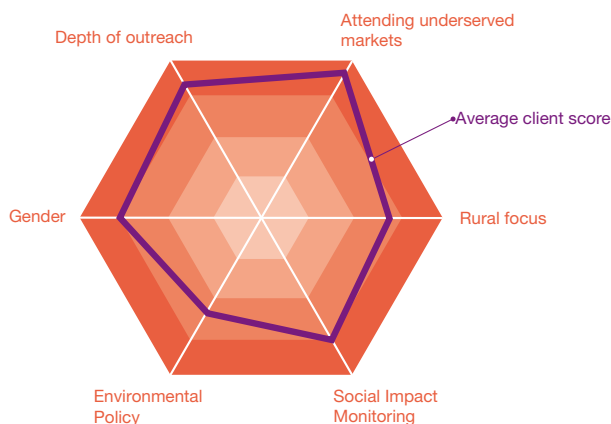 Attending underserved
markets
Depth of outreach
Average client score
Gender
Rural focus
Environmental
Policy
Social Impact
Monitoring